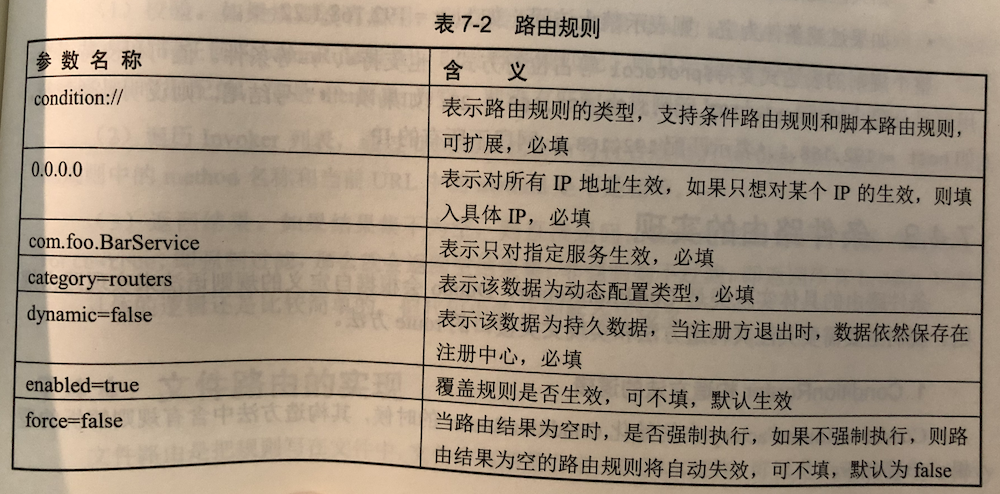 表 7-2 路由规则
参 数 名 称
含 义
condition://
表示路由规则的类型，支持条件路由规则和脚本路由规则，
可扩展，必填
0.0.0.0
表示对所有 IP 地址生效，如果只想对某个 IP 的生效，则填
入具体 IP，必填
com.foo.BarService
表示只对指定服务生效，必填
category=routers
表示该数据为动态配置类型，必填
dynamic=false
表示该数据为持久数据，当注册方退出时，数据依然保存在
注册中心，必填
enabled=true
覆盖规则是否生效，可不填，默认生效
force=false
当路由结果为空时，是否强制执行，如果不强制执行，则路
由结果为空的路由规则将自动失效，可不填，默认为 false